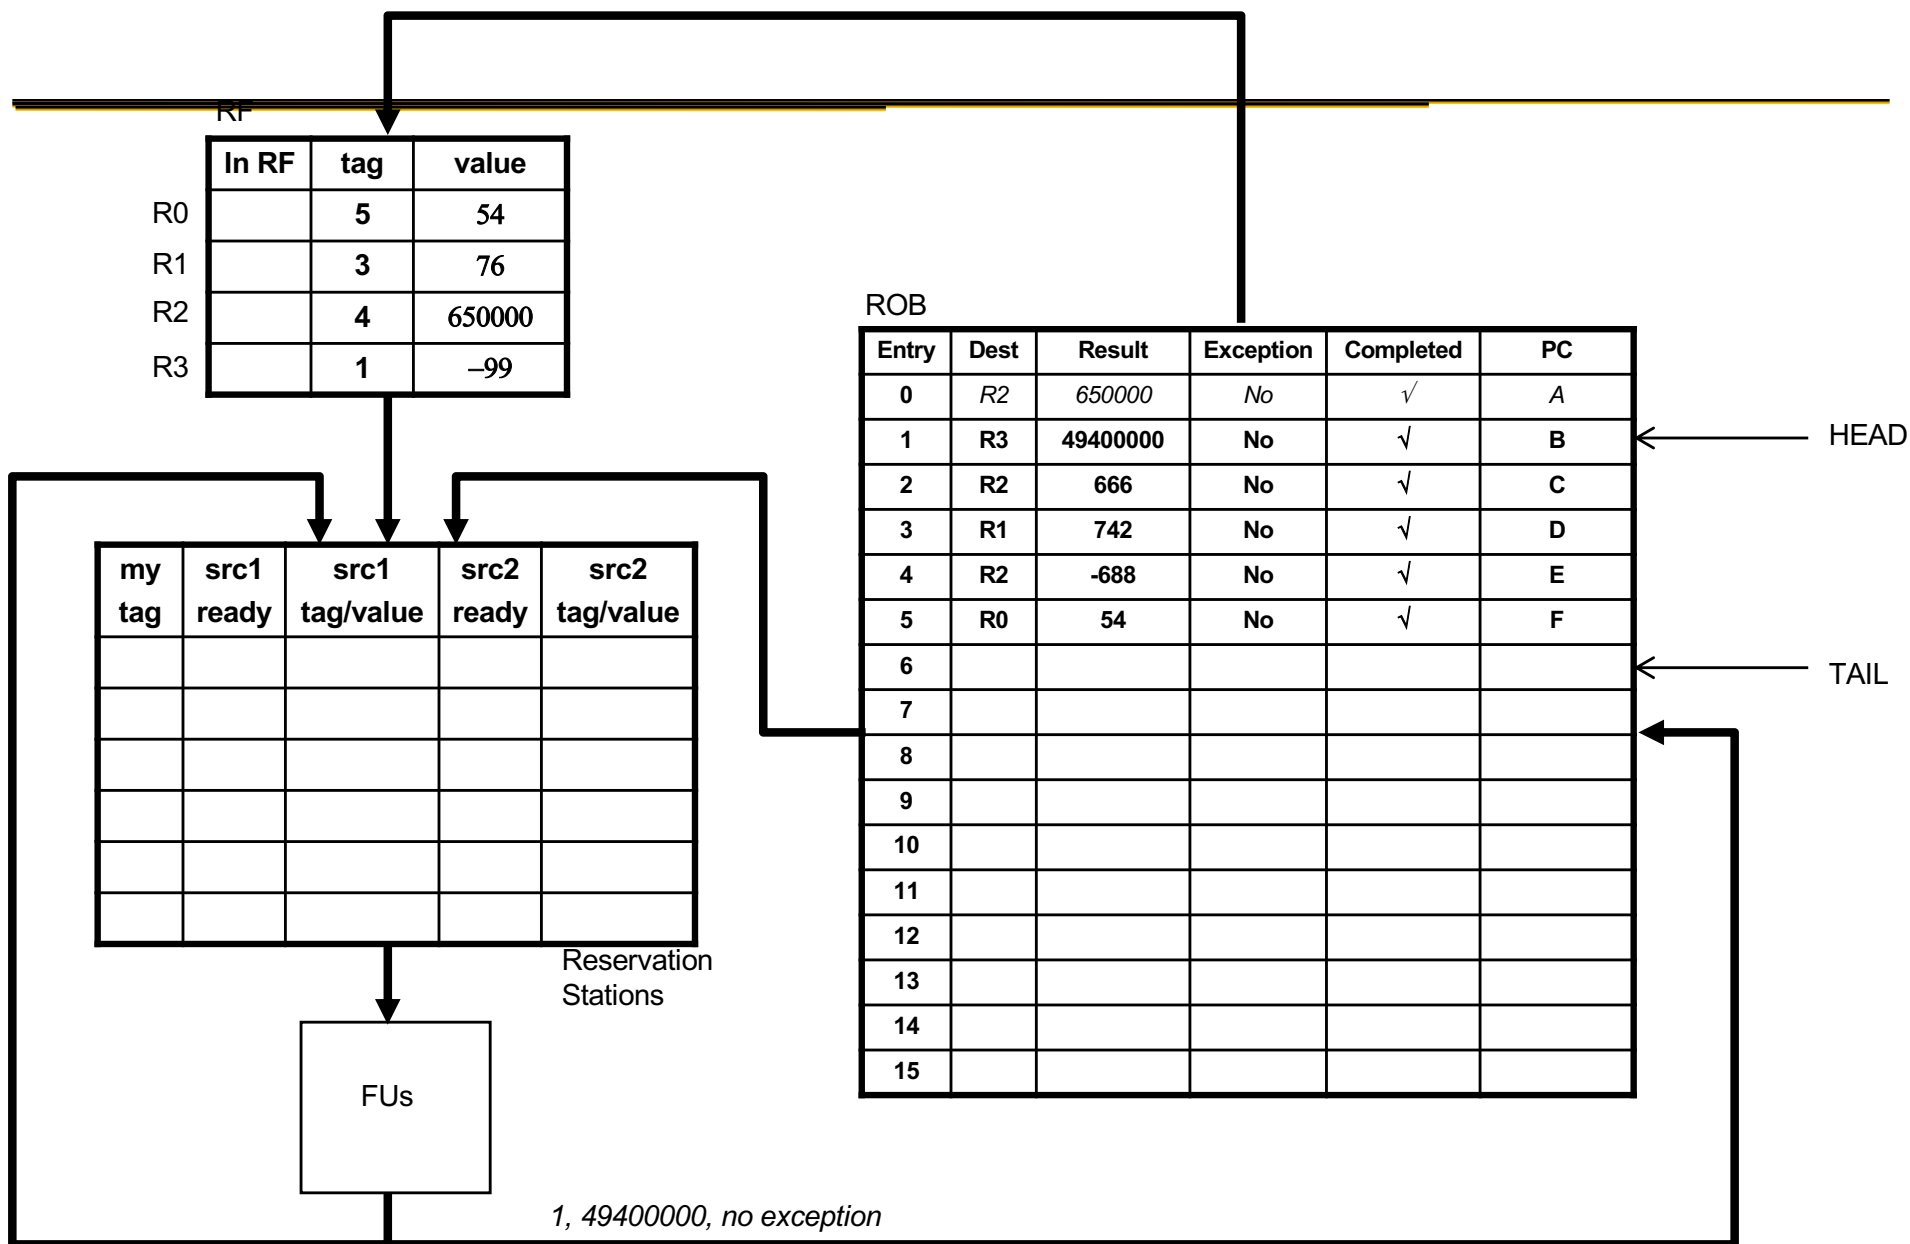 RF
In RF tag value
R0 5 54
R1 3 76
R2 4 650000
R3 1 –99
ROB
Entry Dest Result Exception Completed PC
0 R2 650000 No √ A
1 R3 49400000 No √ B
HEAD
2 R2 666 No √ C
3 R1 742 No √ D
4 R2 -688 No √ E
5 R0 54 No √ F
6
TAIL
7
8
9
10
11
12
13
14
15
my src1 src1 src2 src2
tag ready tag/value ready tag/value
Reservation
Stations
FUs
1, 49400000, no exception